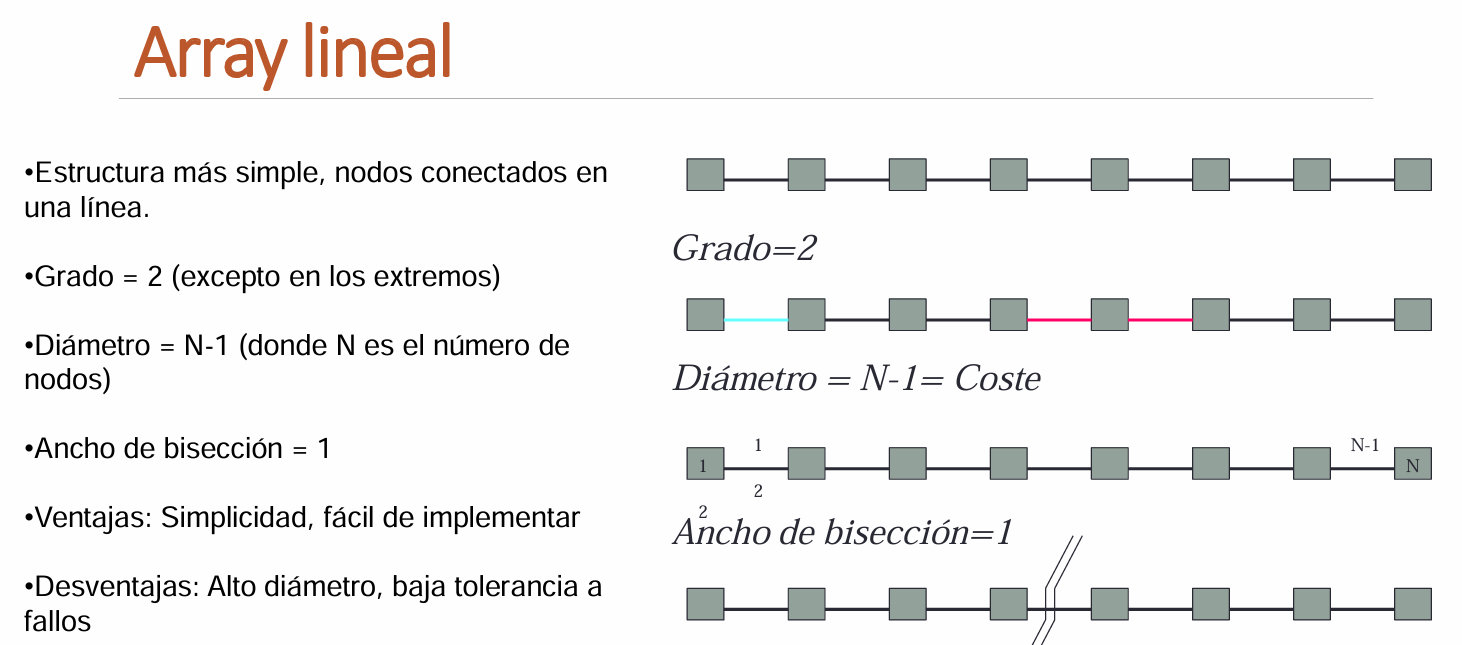 Array lineal
•Estructura más simple, nodos conectados en
una línea.
•Grado = 2 (excepto en los extremos)
•Diámetro = N-1 (donde N es el número de
nodos)
•Ancho de bisección = 1
•Ventajas: Simplicidad, fácil de implementar
•Desventajas: Alto diámetro, baja tolerancia a
fallos
Grado=2
Diámetro = N-1= Coste
1
N-1
1
N
2
2
Ancho de bisección=1